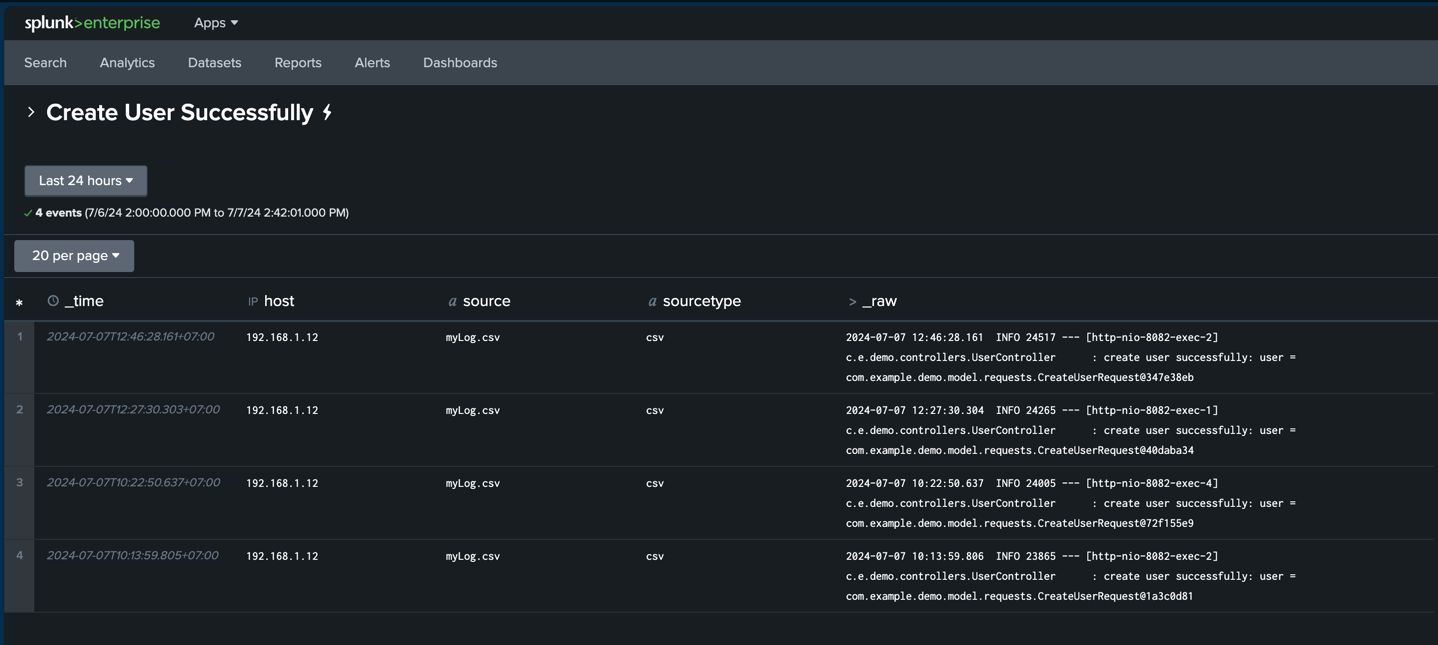 splunk>enterprise Apps
Search Analytics Datasets Reports Alerts Dashboards
> Create User Successfully
Last 24 hours
4 events (7/6/24 2:00:00.000 PM to 7/7/24 2:42:01.000 PM)
20 per page
* _time IP host a source a sourcetype > _raw
1 2024-07-07T12:46:28.161+07:00 192.168.1.12 myLog.csv csv 2024-07-07 12:46:28.161 INFO 24517 --- [http-nio-8082-exec-2]
c.e.demo.controllers.UserController : create user successfully: user =
com.example.demo.model.requests.CreateUserRequest@347e38eb
2 2024-07-07T12:27:30.303+07:00 192.168.1.12 myLog.csv csv 2024-07-07 12:27:30.304 INFO 24265 --- [http-nio-8082-exec-1]
c.e.demo.controllers.UserController : create user successfully: user =
com.example.demo.model.requests.CreateUserRequest@40daba34
3 2024-07-07T10:22:50.637+07:00 192.168.1.12 myLog.csv csv 2024-07-07 10:22:50.637 INFO 24005 --- [http-nio-8082-exec-4]
c.e.demo.controllers.UserController : create user successfully: user =
com.example.demo.model.requests.CreateUserRequest@72f155e9
4 2024-07-07T10:13:59.805+07:00 192.168.1.12 myLog.csv csv 2024-07-07 10:13:59.806 INFO 23865 --- [http-nio-8082-exec-2]
c.e.demo.controllers.UserController : create user successfully: user =
com.example.demo.model.requests.CreateUserRequest@1a3c0d81